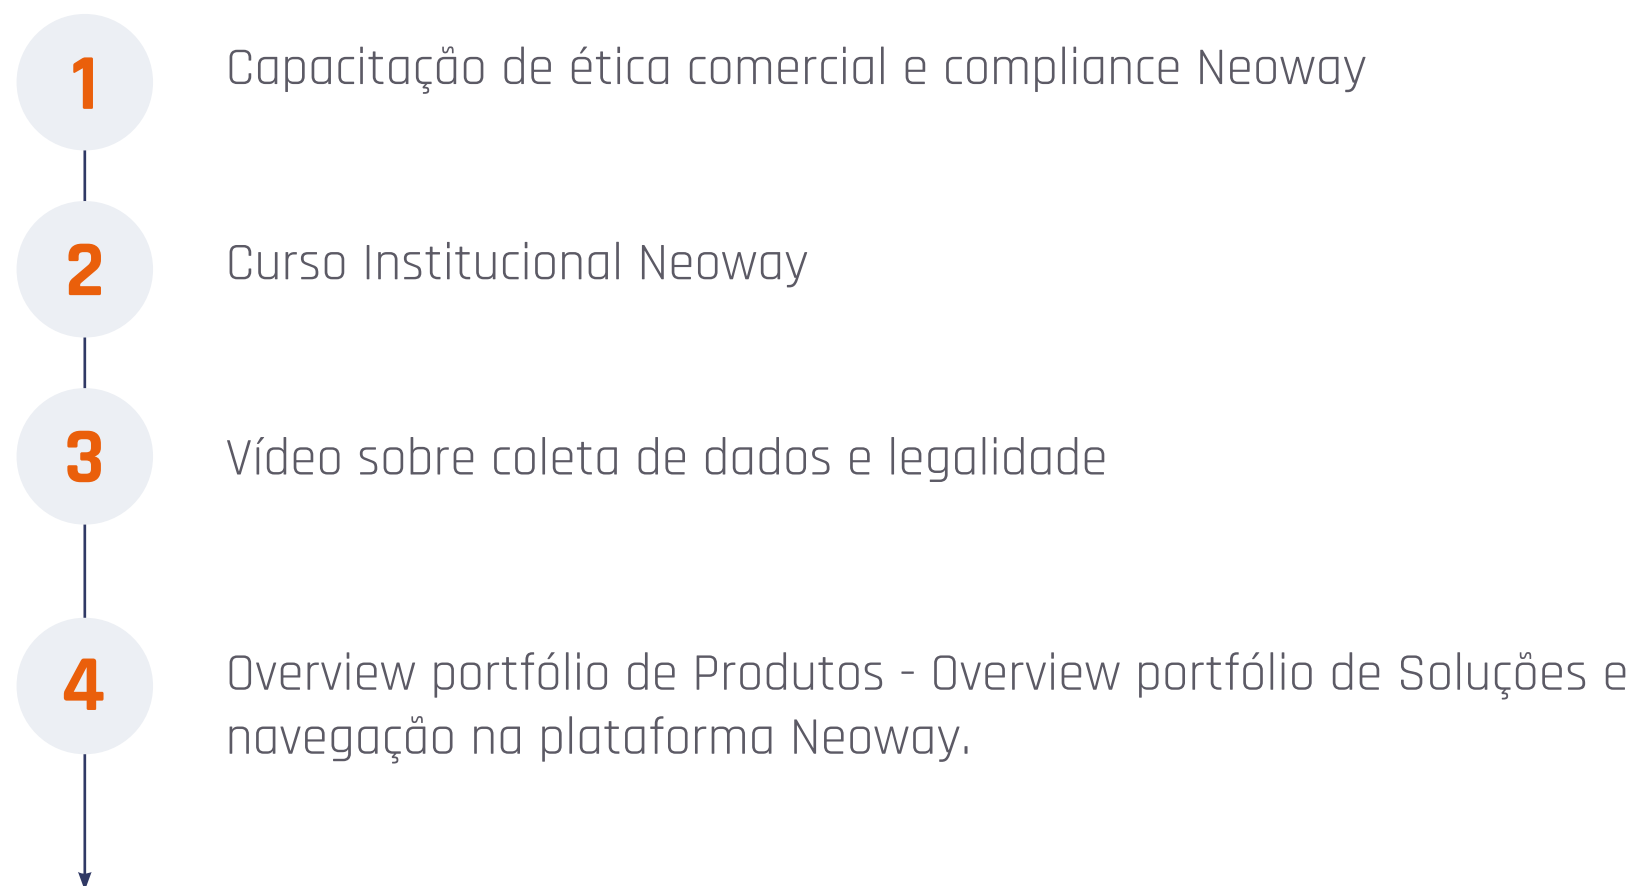 1
Capacitação de ética comercial e compliance Neoway
2
Curso Institucional Neoway
3
Vídeo sobre coleta de dados e legalidade
4
Overview portfólio de Produtos - Overview portfólio de Soluções e
navegação na plataforma Neoway.